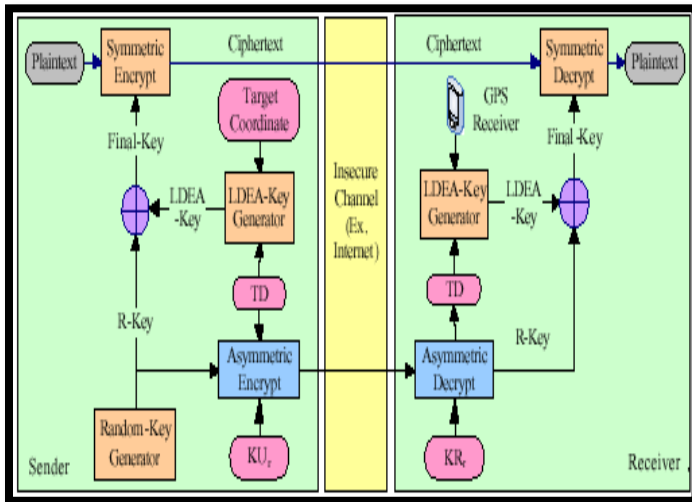 Plaintext
Symmetric
Encrypt
Ciphertext
Ciphertext
Symmetric
Decrypt
Plaintext
Target
Coordinate
GPS
Receiver
Final-Key
Final-Key
LDEA
-Key
LDEA-Key
Generator
Insecure
Channel
(Ex.
Internet)
LDEA-Key
Generator
LDEA
-Key
TD
TD
R-Key
R-Key
Asymmetric
Encrypt
Asymmetric
Decrypt
Random-Key
Generator
KUr
KRr
Sender
Receiver